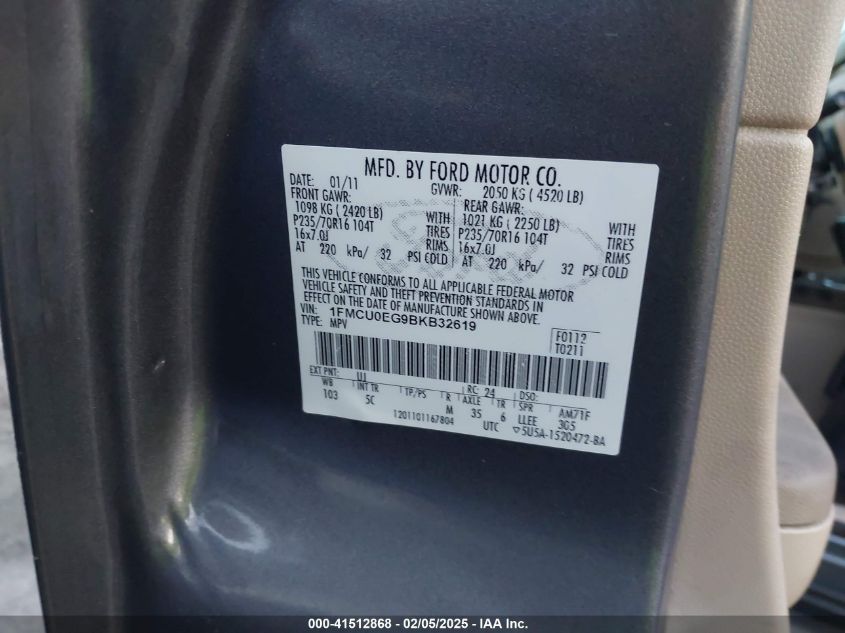 MFD. BY FORD MOTOR CO.
DATE: 01/11 GVWR: 2050 KG ( 4520 LB)
FRONT GAWR: REAR GAWR:
1098 KG (2420 LB) WITH 1021 KG ( 2250 LB) WITH
P235/70R16 104T TIRES P235/70R16 104T TIRES
16x7.0J RIMS 16x7.0J RIMS
AT 220 kPa/ 32 PSI COLD AT 220 kPa/ 32 PSI COLD
THIS VEHICLE CONFORMS TO ALL APPLICABLE FEDERAL MOTOR
VEHICLE SAFETY AND THEFT PREVENTION STANDARDS IN
EFFECT ON THE DATE OF MANUFACTURE SHOWN ABOVE.
VIN: 1FMCU0EG9BKB32619
TYPE: MPV
F0112
T0211
EXT PNT: UJ RC: 24 DSO:
WB INT TR TP/PS R AXLE TR SPR AM71F
103 5C M 35 6 LLEE 3G5
1201101167804 UTC ▽5U5A-1520472-BA
000-41512868 - 02/05/2025 - IAA Inc.